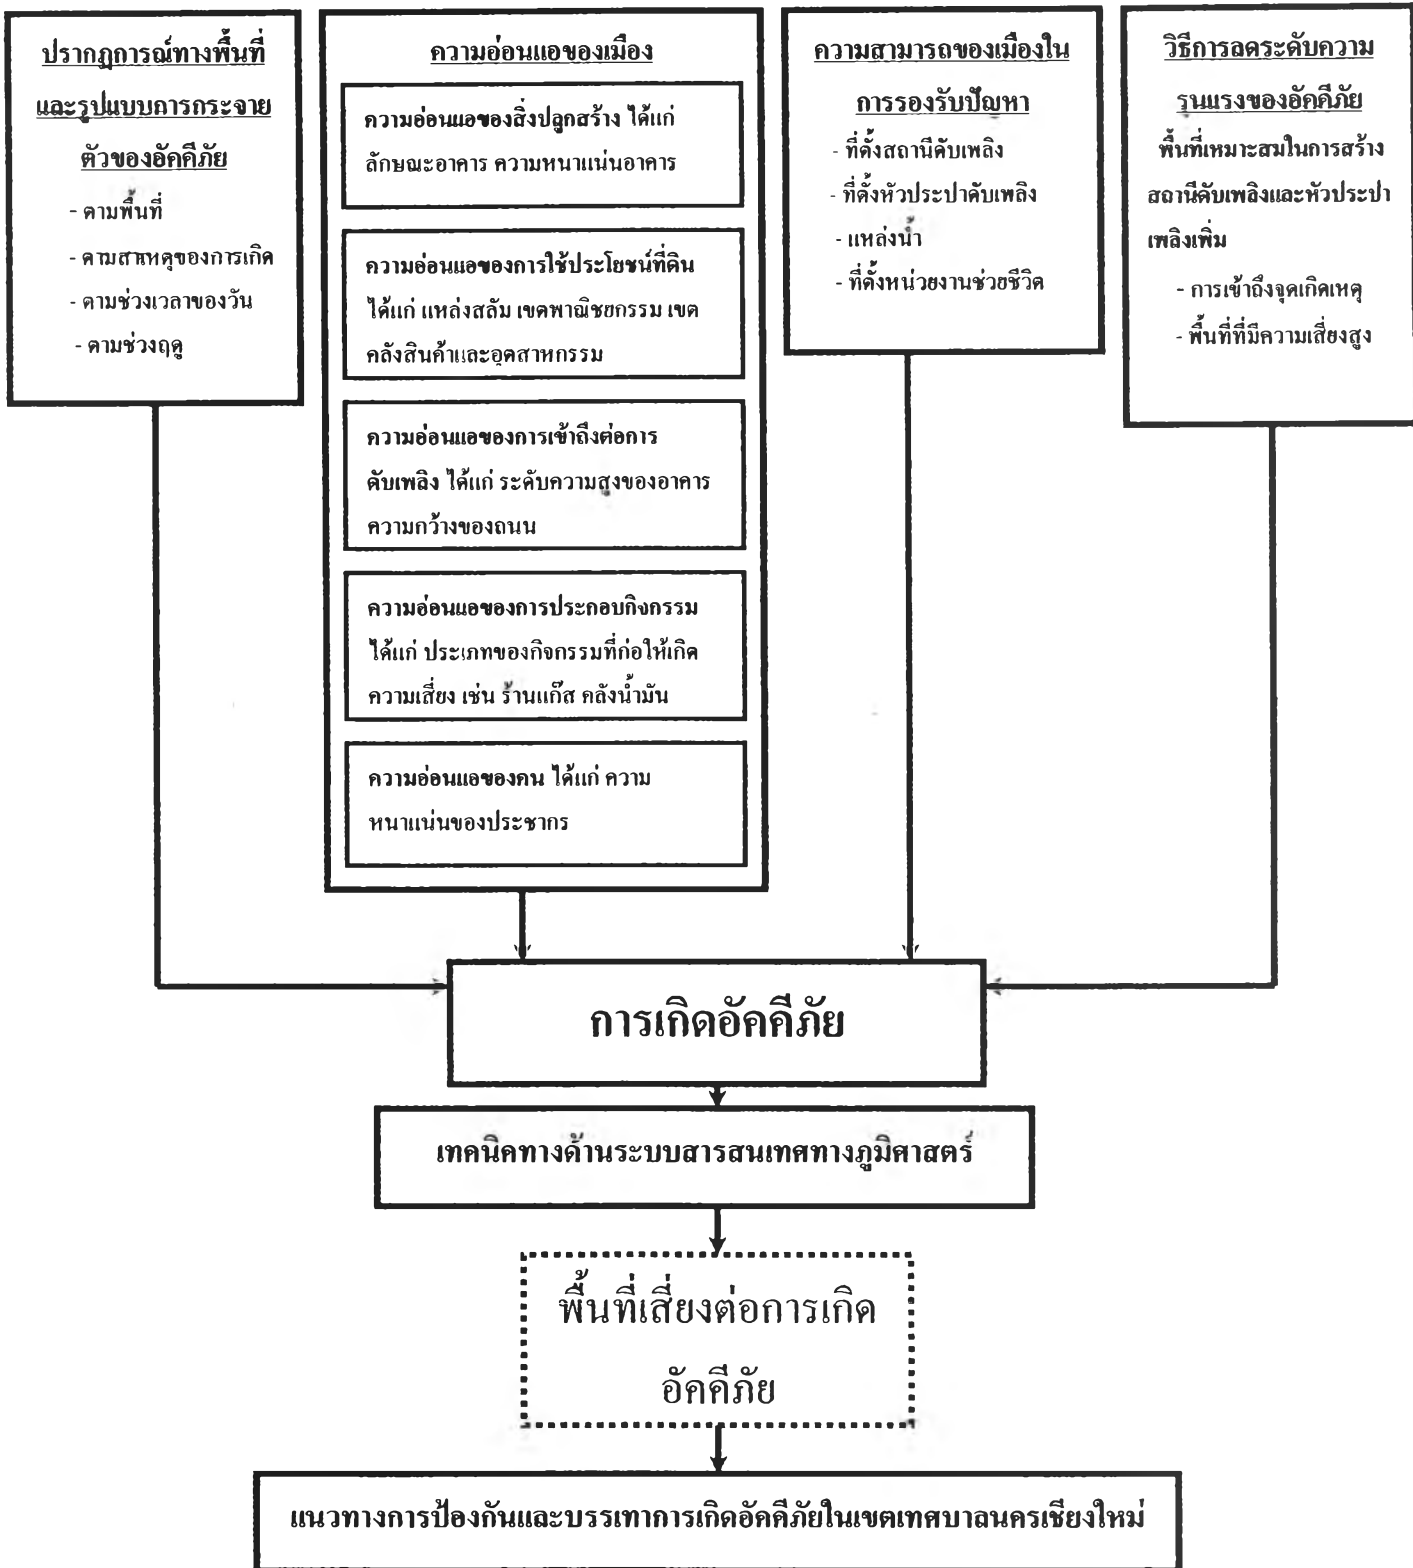 ปรากฏการณ์ทางพื้นที่
และรูปแบบการกระจาย
ตัวของอัคคีภัย
- ตามพื้นที่
- ตามสาเหตุของการเกิด
- ตามช่วงเวลาของวัน
- ตามช่วงฤดู
ความอ่อนแอของเมือง
ความอ่อนแอของสิ่งปลูกสร้าง ได้แก่
ลักษณะอาคาร ความหนาแน่นอาคาร
ความอ่อนแอของการใช้ประโยชน์ที่ดิน
ได้แก่ แหล่งสลัม เขตพาณิชยกรรม เขต
คลังสินค้าและอุตสาหกรรม
ความอ่อนแอของการเข้าถึงต่อการ
ดับเพลิง ได้แก่ ระดับความสูงของอาคาร
ความกว้างของถนน
ความอ่อนแอของการประกอบกิจกรรม
ได้แก่ ประเภทของกิจกรรมที่ก่อให้เกิด
ความเสี่ยง เช่น ร้านแก๊ส คลังน้ำมัน
ความอ่อนแอของคน ได้แก่ ความ
หนาแน่นของประชากร
ความสามารถของเมืองใน
การรองรับปัญหา
- ที่ตั้งสถานีดับเพลิง
- ที่ตั้งหัวประปาดับเพลิง
- แหล่งน้ำ
- ที่ตั้งหน่วยงานช่วยชีวิต
วิธีการลดระดับความ
รุนแรงของอัคคีภัย
พื้นที่เหมาะสมในการสร้าง
สถานีดับเพลิงและหัวประปา
เพลิงเพิ่ม
- การเข้าถึงจุดเกิดเหตุ
- พื้นที่ที่มีความเสี่ยงสูง
การเกิดอัคคีภัย
เทคนิคทางด้านระบบสารสนเทศทางภูมิศาสตร์
พื้นที่เสี่ยงต่อการเกิด
อัคคีภัย
แนวทางการป้องกันและบรรเทาการเกิดอัคคีภัยในเขตเทศบาลนครเชียงใหม่